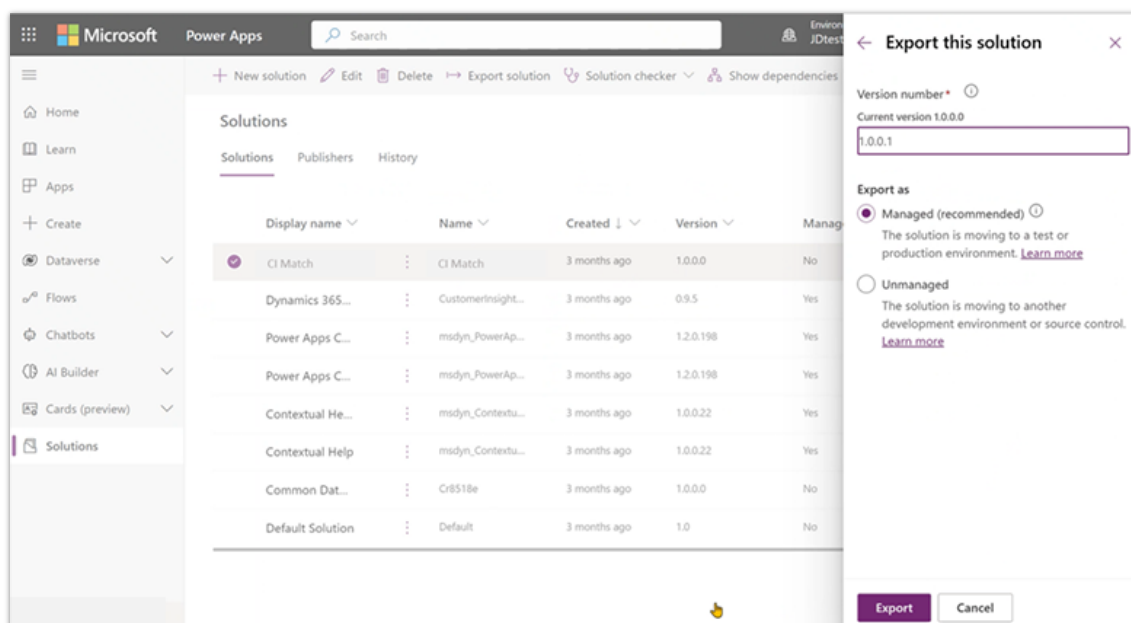 Microsoft Power Apps Search Environ
JDtest
Export this solution
New solution Edit Delete Export solution Solution checker Show dependencies
Home
Learn
Apps
Create
Dataverse
Flows
Chatbots
AI Builder
Cards (preview)
Solutions
Solutions
Solutions Publishers History
Display name Name Created ↓ Version Manag
CI Match CI Match 3 months ago 1.0.0.0 No
Dynamics 365... CustomerInsight... 3 months ago 0.9.5 Yes
Power Apps C... msdyn_PowerAp... 3 months ago 1.2.0.198 Yes
Power Apps C... msdyn_PowerAp... 3 months ago 1.2.0.198 Yes
Contextual He... msdyn_Contextu... 3 months ago 1.0.0.22 Yes
Contextual Help msdyn_Contextu... 3 months ago 1.0.0.22 Yes
Common Dat... Cr8518e 3 months ago 1.0.0.0 No
Default Solution Default 3 months ago 1.0 No
Version number*
Current version 1.0.0.0
1.0.0.1
Export as
Managed (recommended)
The solution is moving to a test or
production environment. Learn more
Unmanaged
The solution is moving to another
development environment or source control.
Learn more
Export Cancel